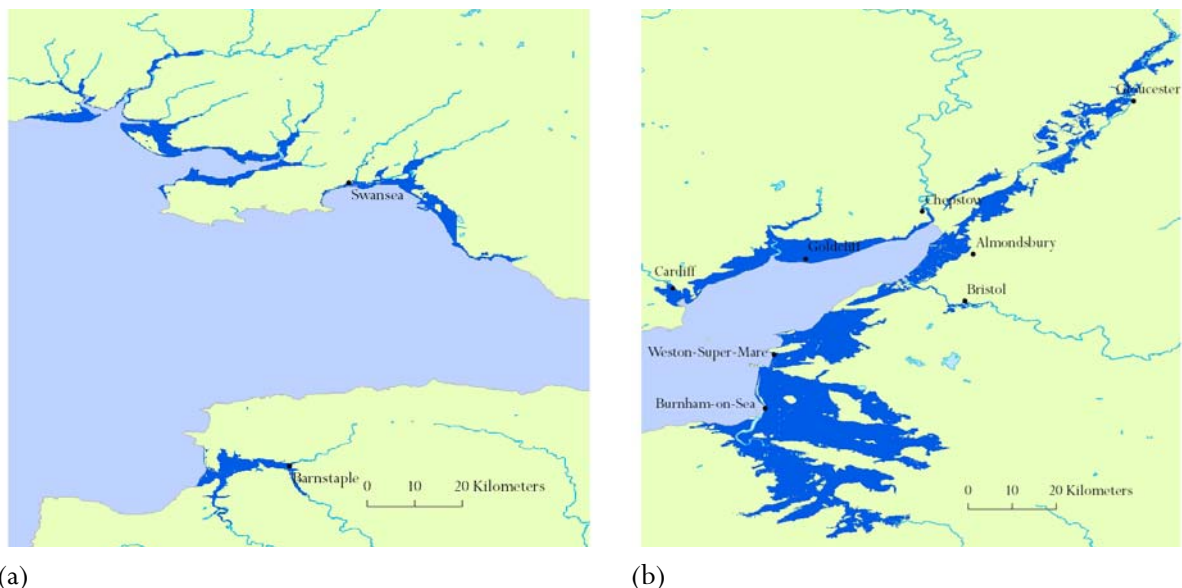 Swansea
Barnstaple
0 10 20 Kilometers
(a)
Gloucester
Chepstow
Goldcliff
Almondsbury
Cardiff
Bristol
Weston-Super-Mare
Burnham-on-Sea
0 10 20 Kilometers
(b)